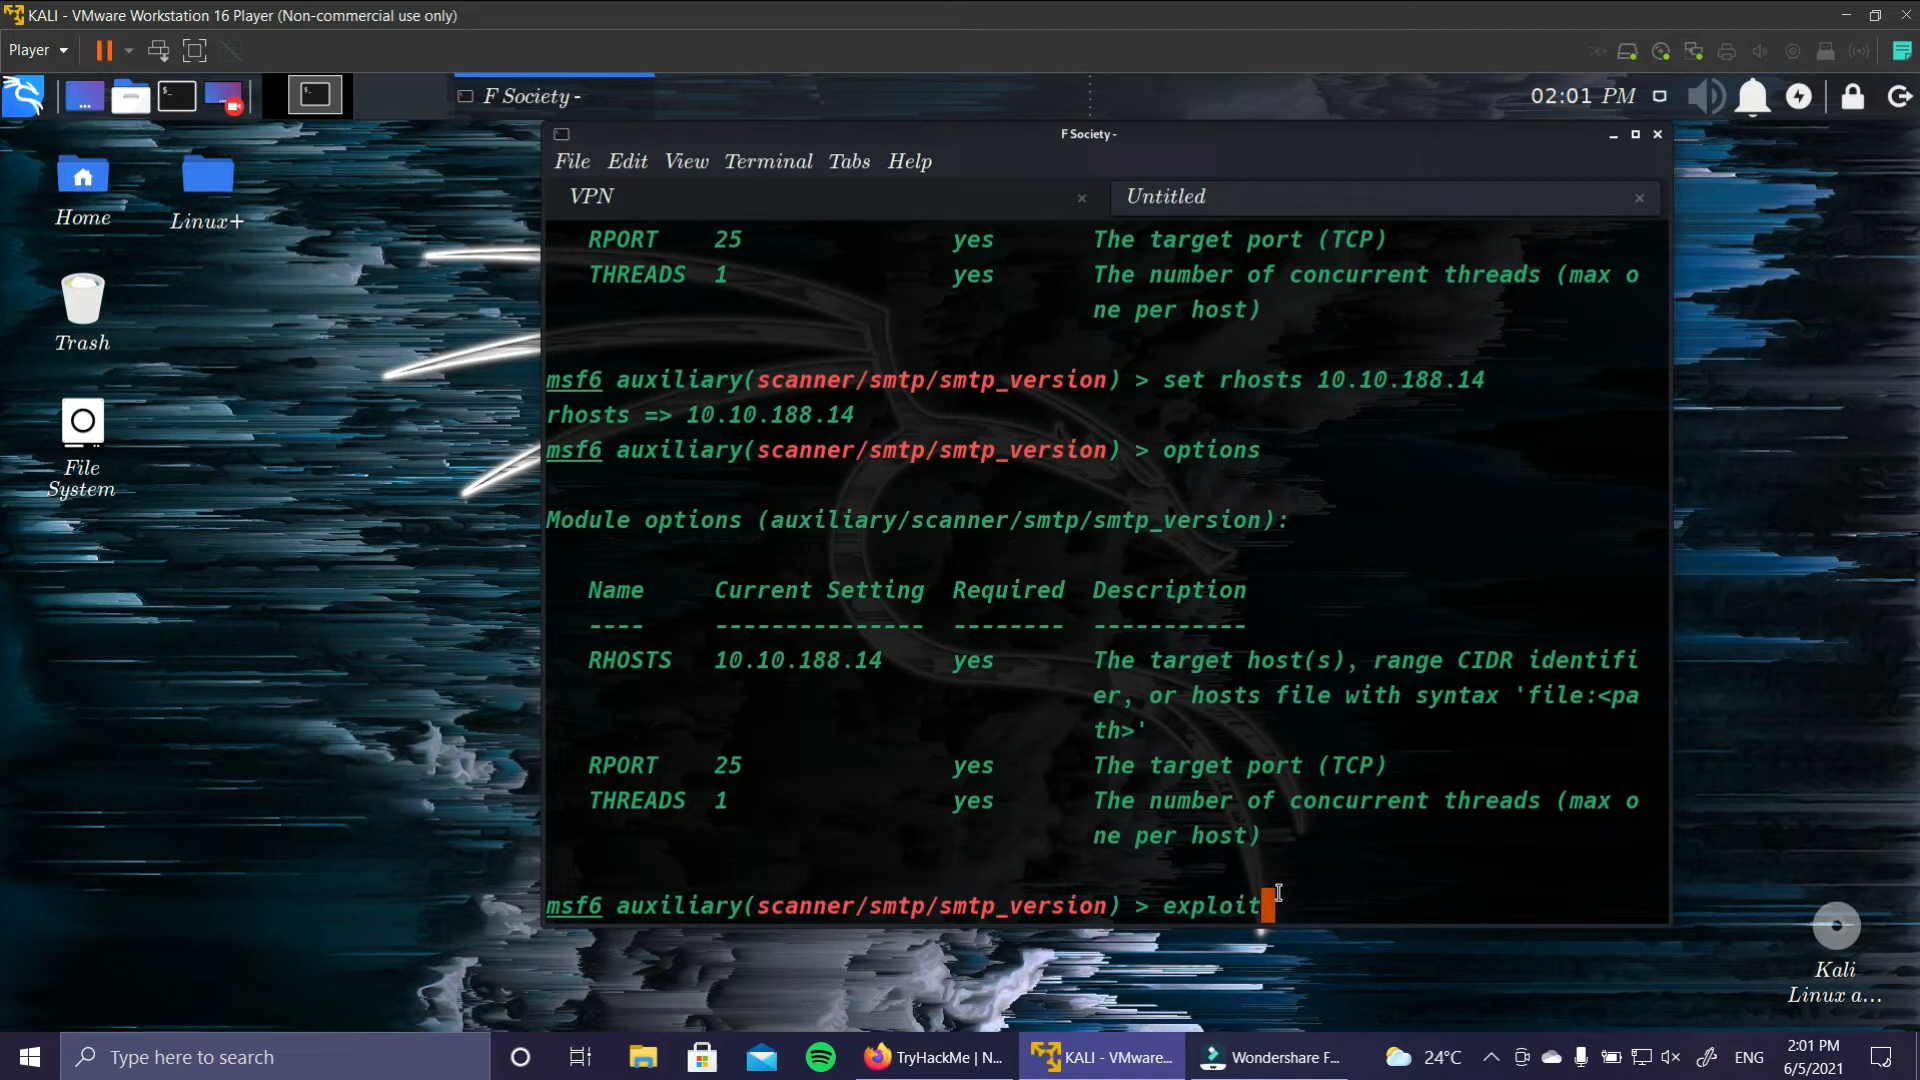 KALI - VMware Workstation 16 Player (Non-commercial use only)
Player
F Society -
02:01 PM
F Society -
File Edit View Terminal Tabs Help
VPN
Untitled
RPORT 25 yes The target port (TCP)
THREADS 1 yes The number of concurrent threads (max o
ne per host)
msf6 auxiliary(scanner/smtp/smtp_version) > set rhosts 10.10.188.14
rhosts => 10.10.188.14
msf6 auxiliary(scanner/smtp/smtp_version) > options
Module options (auxiliary/scanner/smtp/smtp_version):
Name Current Setting Required Description
---- --------------- -------- -----------
RHOSTS 10.10.188.14 yes The target host(s), range CIDR identifi
er, or hosts file with syntax 'file:<pa
th>'
RPORT 25 yes The target port (TCP)
THREADS 1 yes The number of concurrent threads (max o
ne per host)
msf6 auxiliary(scanner/smtp/smtp_version) > exploit
Home
Linux+
Trash
File
System
Kali
Linux a...
Type here to search
TryHackMe | N...
KALI - VMware...
Wondershare F...
24°C
ENG
2:01 PM
6/5/2021